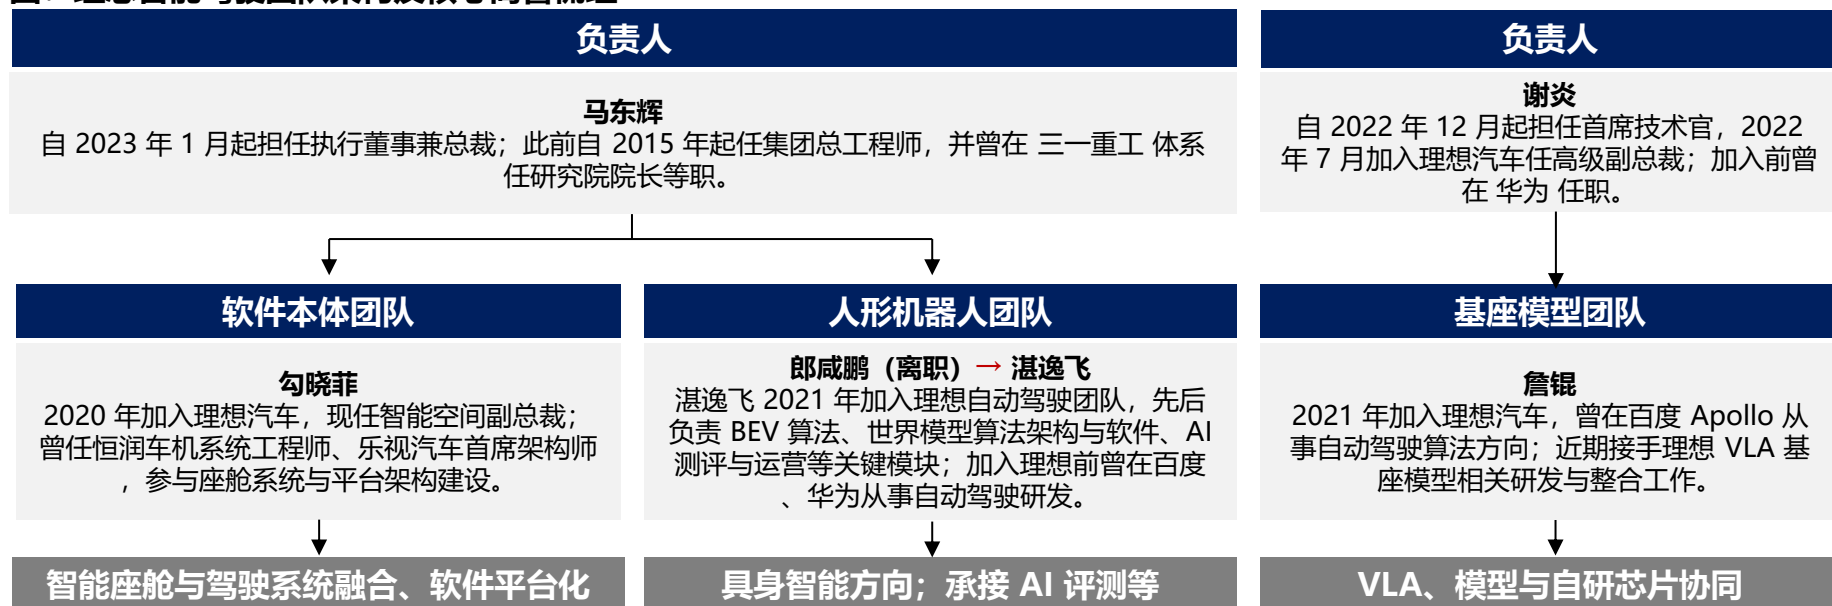 负责人
马东辉
自 2023 年 1 月起担任执行董事兼总裁；此前自 2015 年起任集团总工程师，并曾在 三一重工 体系
任研究院院长等职。
负责人
谢炎
自 2022 年 12 月起担任首席技术官，2022
年 7 月加入理想汽车任高级副总裁；加入前曾
在 华为 任职。
软件本体团队
勾晓菲
2020 年加入理想汽车，现任智能空间副总裁；
曾任恒润车机系统工程师、乐视汽车首席架构师
，参与座舱系统与平台架构建设。
智能座舱与驾驶系统融合、软件平台化
人形机器人团队
郎咸鹏（离职）→ 湛逸飞
湛逸飞 2021 年加入理想自动驾驶团队，先后
负责 BEV 算法、世界模型算法架构与软件、AI
测评与运营等关键模块；加入理想前曾在百度
、华为从事自动驾驶研发。
具身智能方向；承接 AI 评测等
基座模型团队
詹锟
2021 年加入理想汽车，曾在百度 Apollo 从
事自动驾驶算法方向；近期接手理想 VLA 基
座模型相关研发与整合工作。
VLA、模型与自研芯片协同